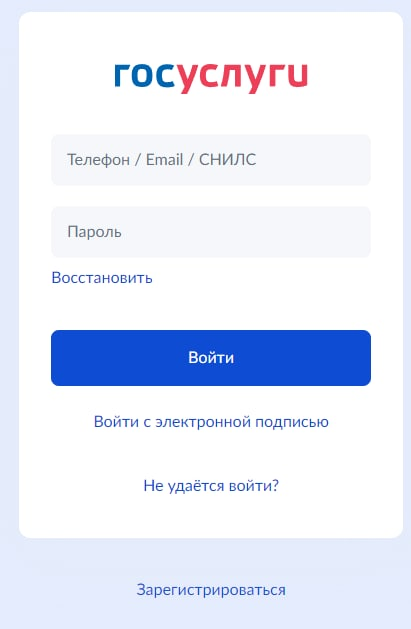 госуслуги
Телефон / Email / СНИЛС
Пароль
Восстановить
Войти
Войти с электронной подписью
Не удаётся войти?
Зарегистрироваться